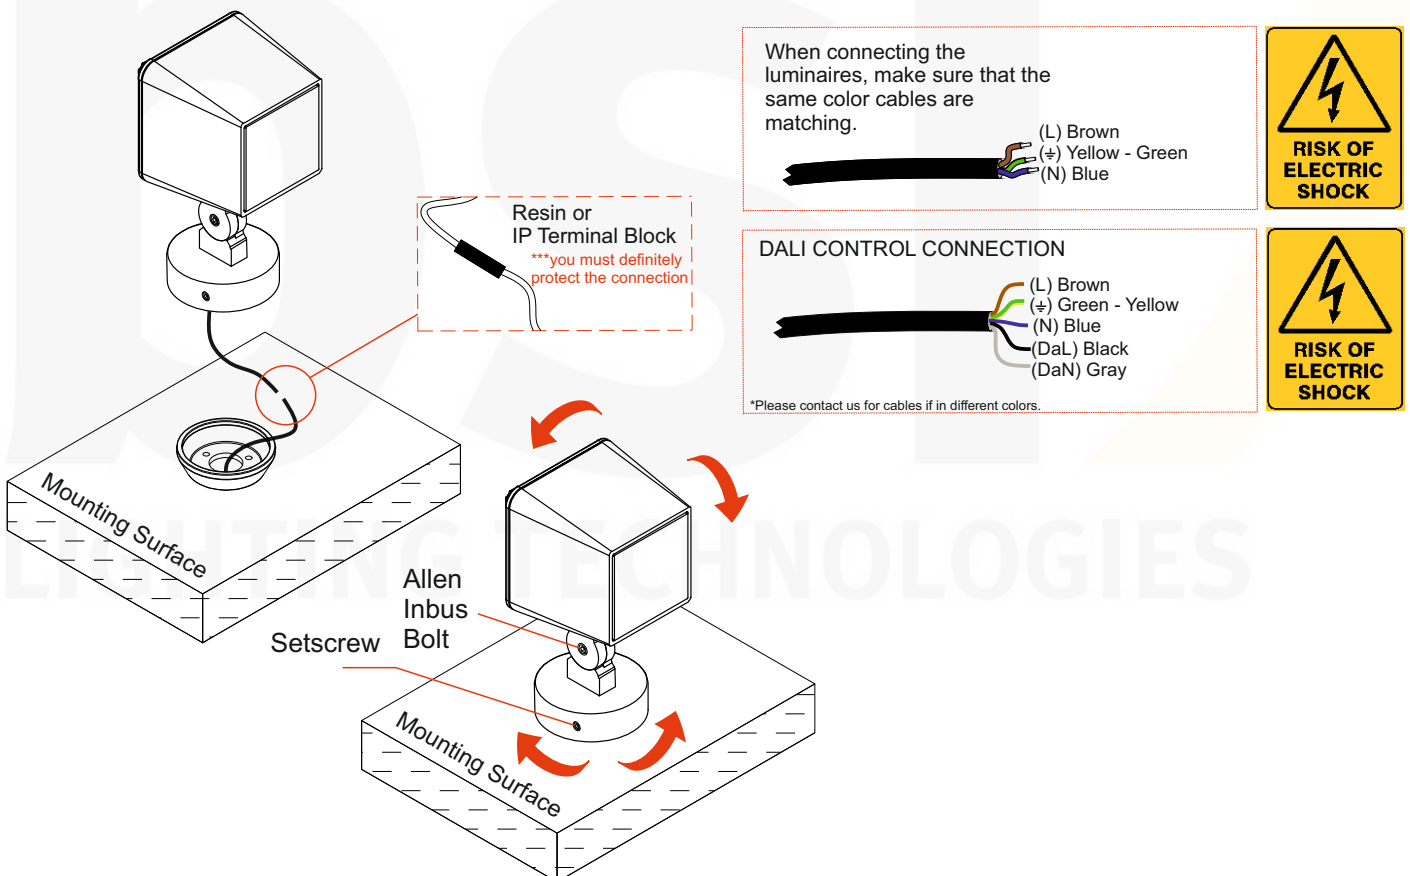 When connecting the
luminaires, make sure that the
same color cables are
matching.
(L) Brown
(⏚) Yellow - Green
(N) Blue
RISK OF
ELECTRIC
SHOCK
Resin or
IP Terminal Block
***you must definitely
protect the connection
DALI CONTROL CONNECTION
(L) Brown
(⏚) Green - Yellow
(N) Blue
(DaL) Black
(DaN) Gray
*Please contact us for cables if in different colors.
RISK OF
ELECTRIC
SHOCK
Mounting Surface
Allen
Inbus
Bolt
Setscrew
Mounting Surface
psl
LIGHTING TECHNOLOGIES